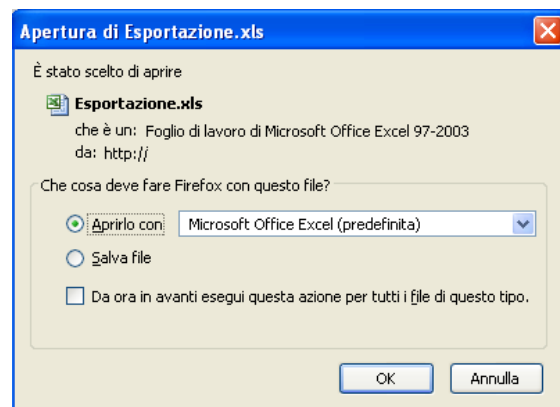 Apertura di Esportazione.xls
È stato scelto di aprire
Esportazione.xls
che è un: Foglio di lavoro di Microsoft Office Excel 97-2003
da: http://
Che cosa deve fare Firefox con questo file?
Aprirlo con Microsoft Office Excel (predefinita)
Salva file
Da ora in avanti esegui questa azione per tutti i file di questo tipo.
OK Annulla